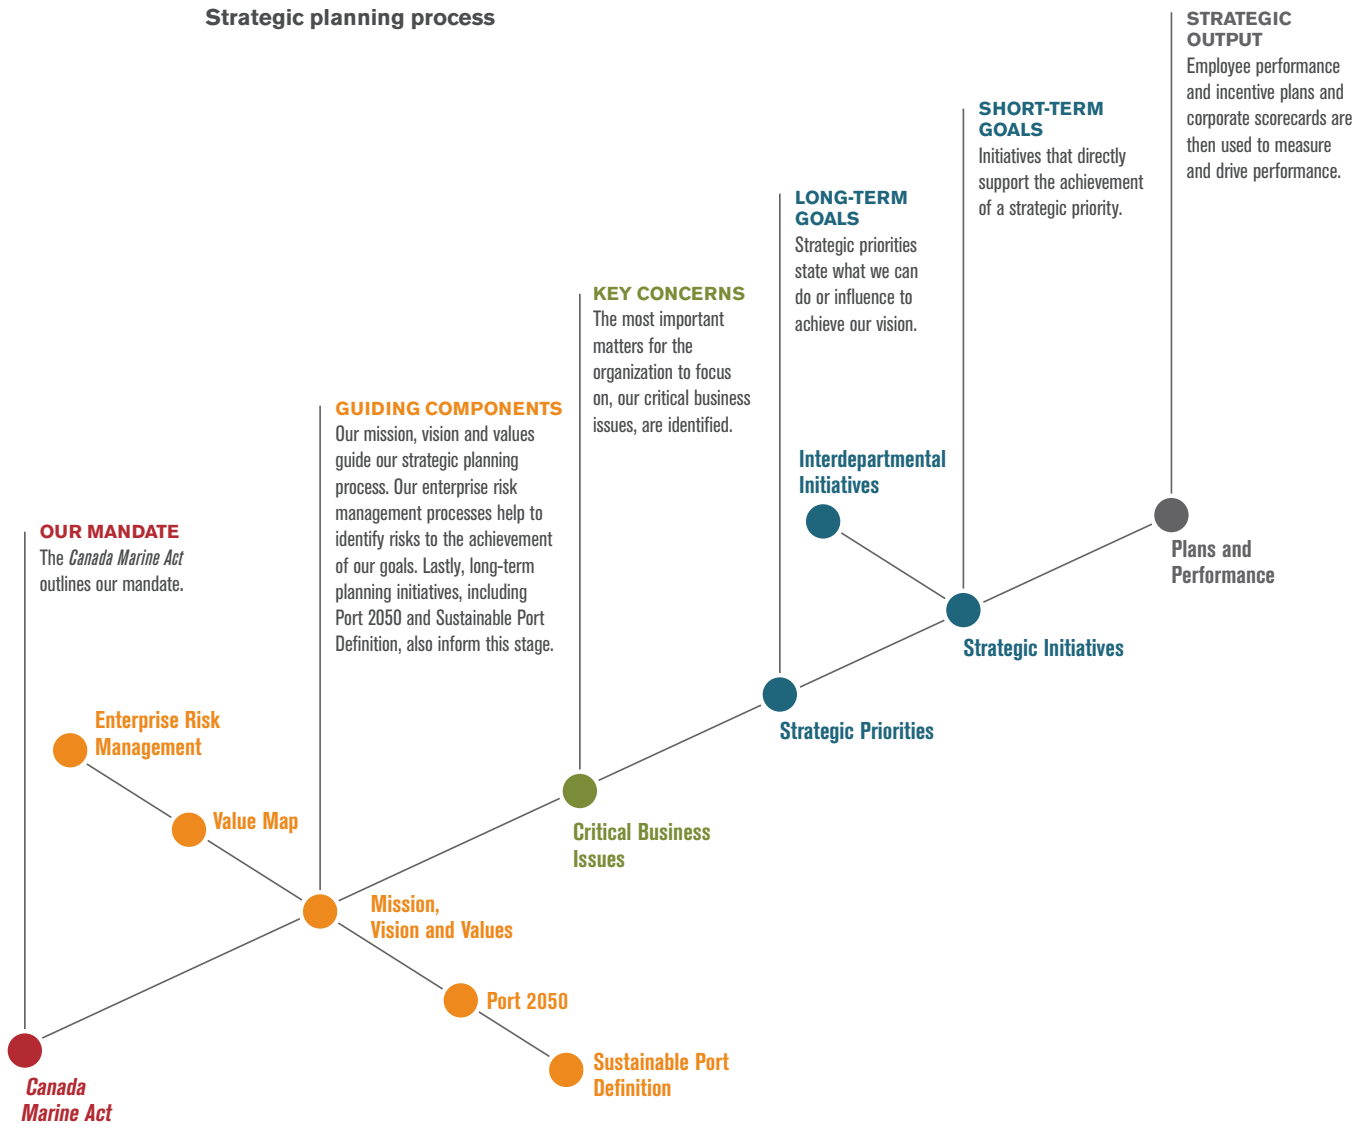 Strategic planning process
STRATEGIC
OUTPUT
Employee performance
and incentive plans and
corporate scorecards are
then used to measure
and drive performance.
SHORT-TERM
GOALS
Initiatives that directly
support the achievement
of a strategic priority.
LONG-TERM
GOALS
Strategic priorities
state what we can
do or influence to
achieve our vision.
KEY CONCERNS
The most important
matters for the
organization to focus
on, our critical business
issues, are identified.
GUIDING COMPONENTS
Our mission, vision and values
guide our strategic planning
process. Our enterprise risk
management processes help to
identify risks to the achievement
of our goals. Lastly, long-term
planning initiatives, including
Port 2050 and Sustainable Port
Definition, also inform this stage.
OUR MANDATE
The Canada Marine Act
outlines our mandate.
Interdepartmental
Initiatives
Plans and
Performance
Strategic Initiatives
Strategic Priorities
Enterprise Risk
Management
Value Map
Critical Business
Issues
Mission,
Vision and Values
Port 2050
Sustainable Port
Definition
Canada
Marine Act